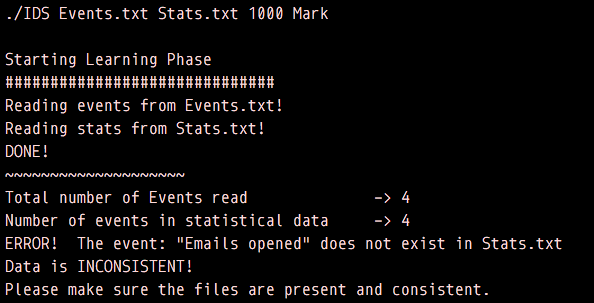 ./IDS Events.txt Stats.txt 1000 Mark
Starting Learning Phase
##############################
Reading events from Events.txt!
Reading stats from Stats.txt!
DONE!
~~~~~~~~~~~~~~~~~~~~
Total number of Events read -> 4
Number of events in statistical data -> 4
ERROR! The event: "Emails opened" does not exist in Stats.txt
Data is INCONSISTENT!
Please make sure the files are present and consistent.